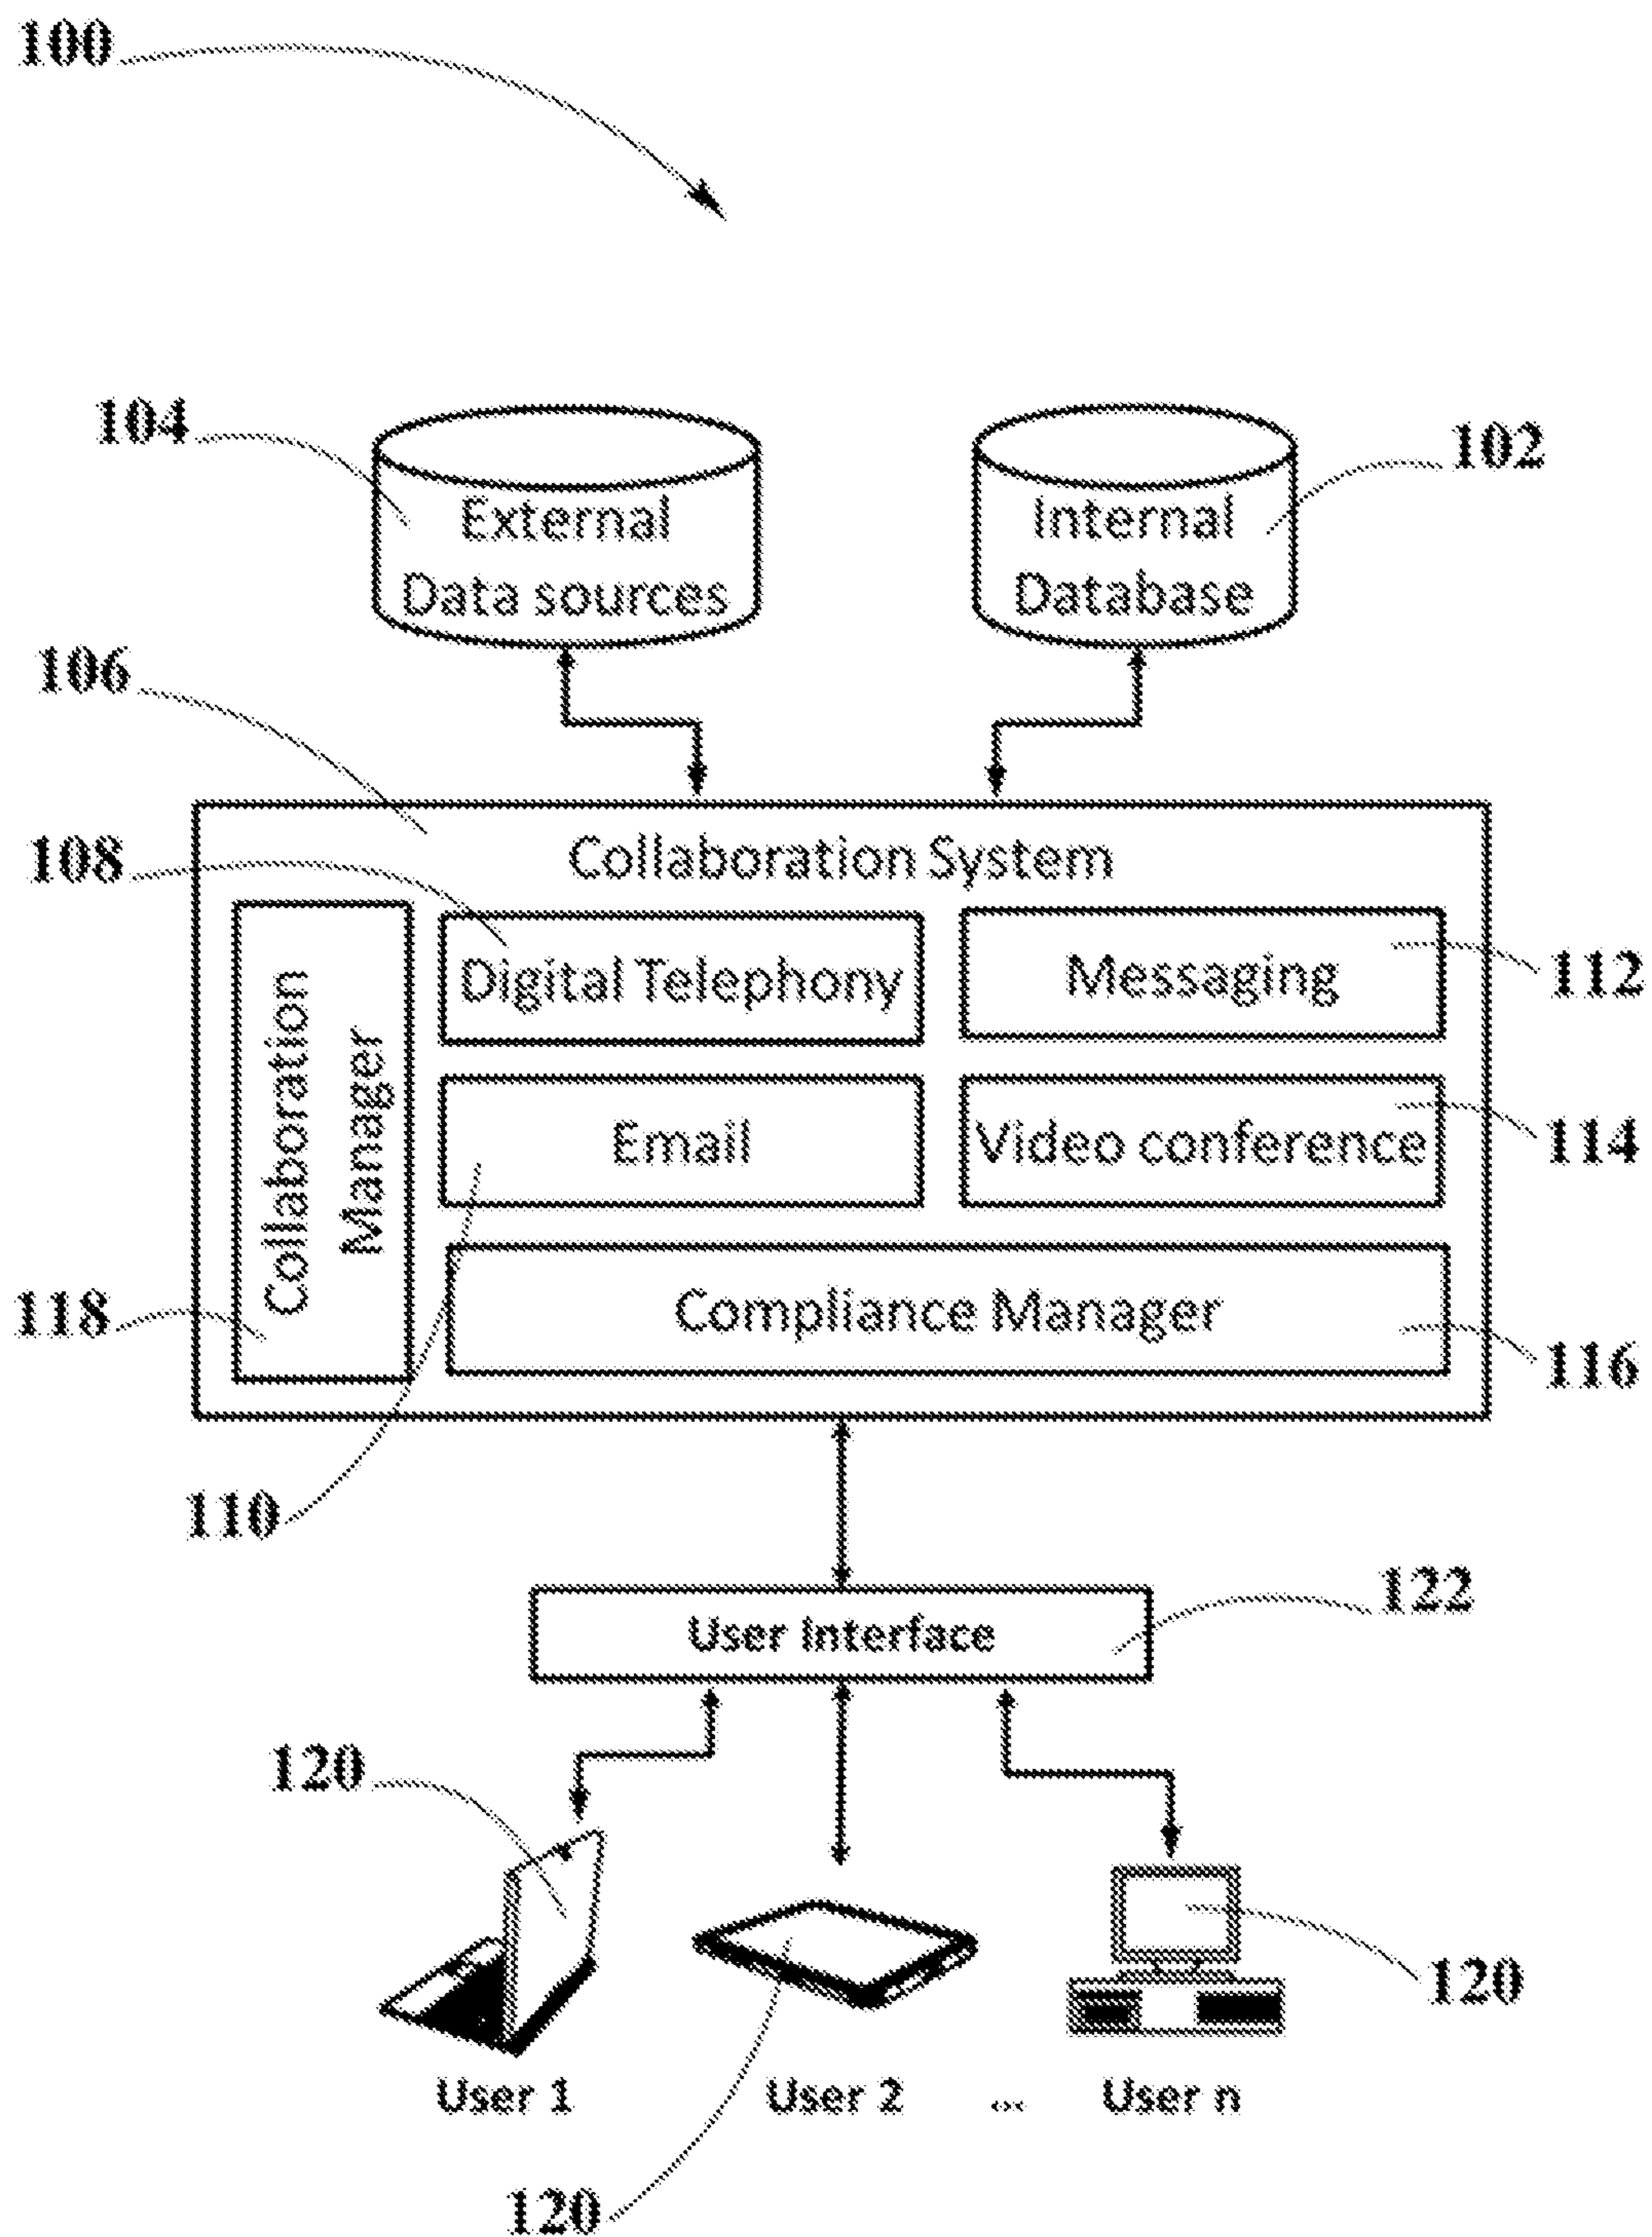 100
104
102
External
Data sources
Internal
Database
106
Collaboration System
108
Digital Telephony
Messaging
112
Collaboration
Manager
Email
Video conference
114
Compliance Manager
118
116
110
User Interface
122
120
120
User 1
User 2
...
User n
120